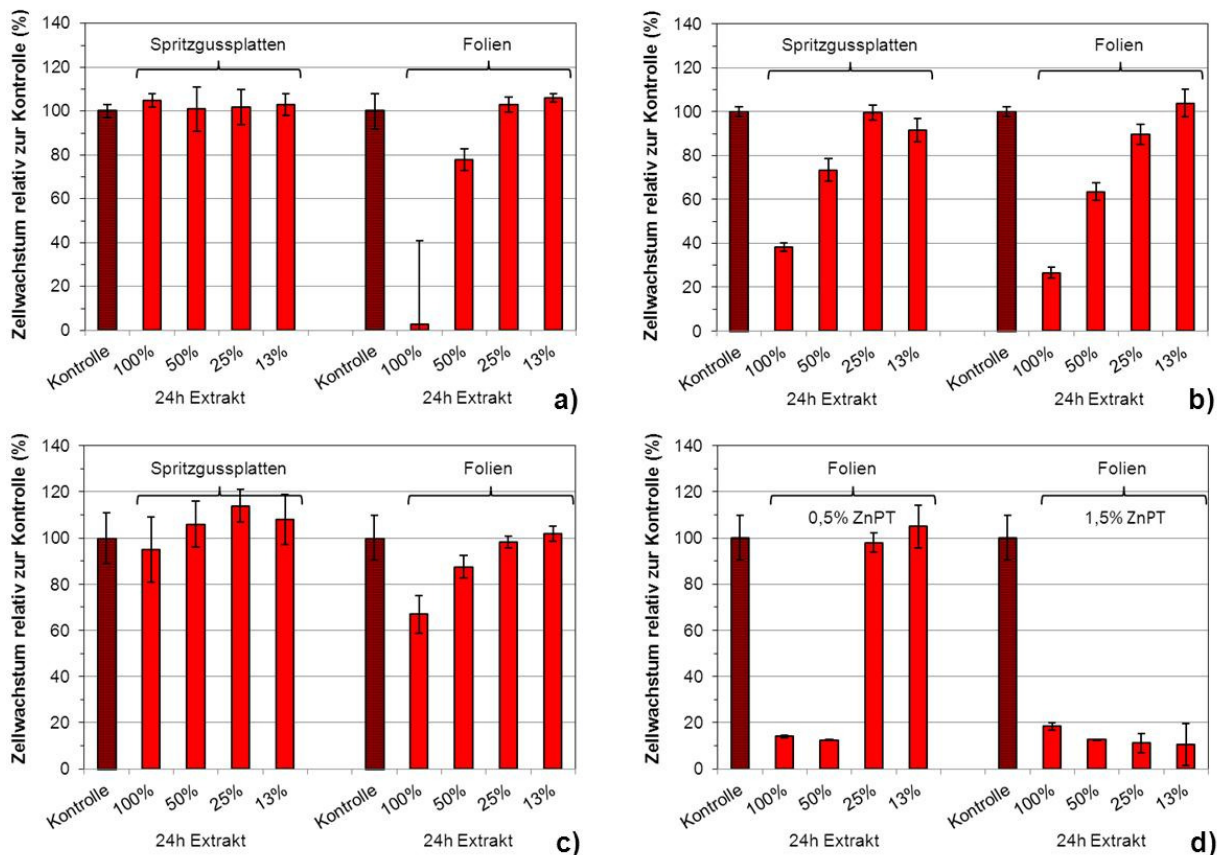 Zellwachstum relativ zur Kontrolle (%)
140
120
100
80
60
40
20
0
Spritzgussplatten
Folien
Kontrolle
100%
50%
25%
13%
Kontrolle
100%
50%
25%
13%
24h Extrakt
24h Extrakt
a)
Zellwachstum relativ zur Kontrolle (%)
140
120
100
80
60
40
20
0
Spritzgussplatten
Folien
Kontrolle
100%
50%
25%
13%
Kontrolle
100%
50%
25%
13%
24h Extrakt
24h Extrakt
b)
Zellwachstum relativ zur Kontrolle (%)
140
120
100
80
60
40
20
0
Spritzgussplatten
Folien
Kontrolle
100%
50%
25%
13%
Kontrolle
100%
50%
25%
13%
24h Extrakt
24h Extrakt
c)
Zellwachstum relativ zur Kontrolle (%)
140
120
100
80
60
40
20
0
Folien
0,5% ZnPT
Folien
1,5% ZnPT
Kontrolle
100%
50%
25%
13%
Kontrolle
100%
50%
25%
13%
24h Extrakt
24h Extrakt
d)